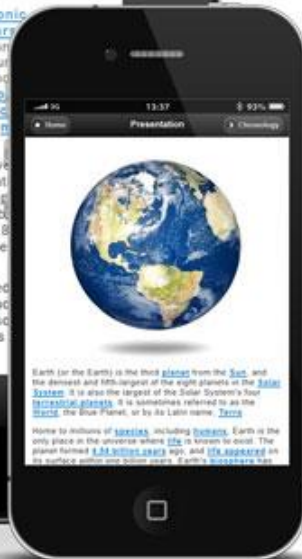 onic
3G 13:37 93%
Home Presentation Chronology
Earth (or the Earth) is the third planet from the Sun, and
the densest and fifth-largest of the eight planets in the Solar
System. It is also the largest of the Solar System's four
terrestrial planets. It is sometimes referred to as the
World, the Blue Planet, or by its Latin name, Terra
Home to millions of species, including humans, Earth is the
only place in the universe where life is known to exist. The
planet formed 4.54 billion years ago, and life appeared on
its surface within one billion years. Earth's biosphere has